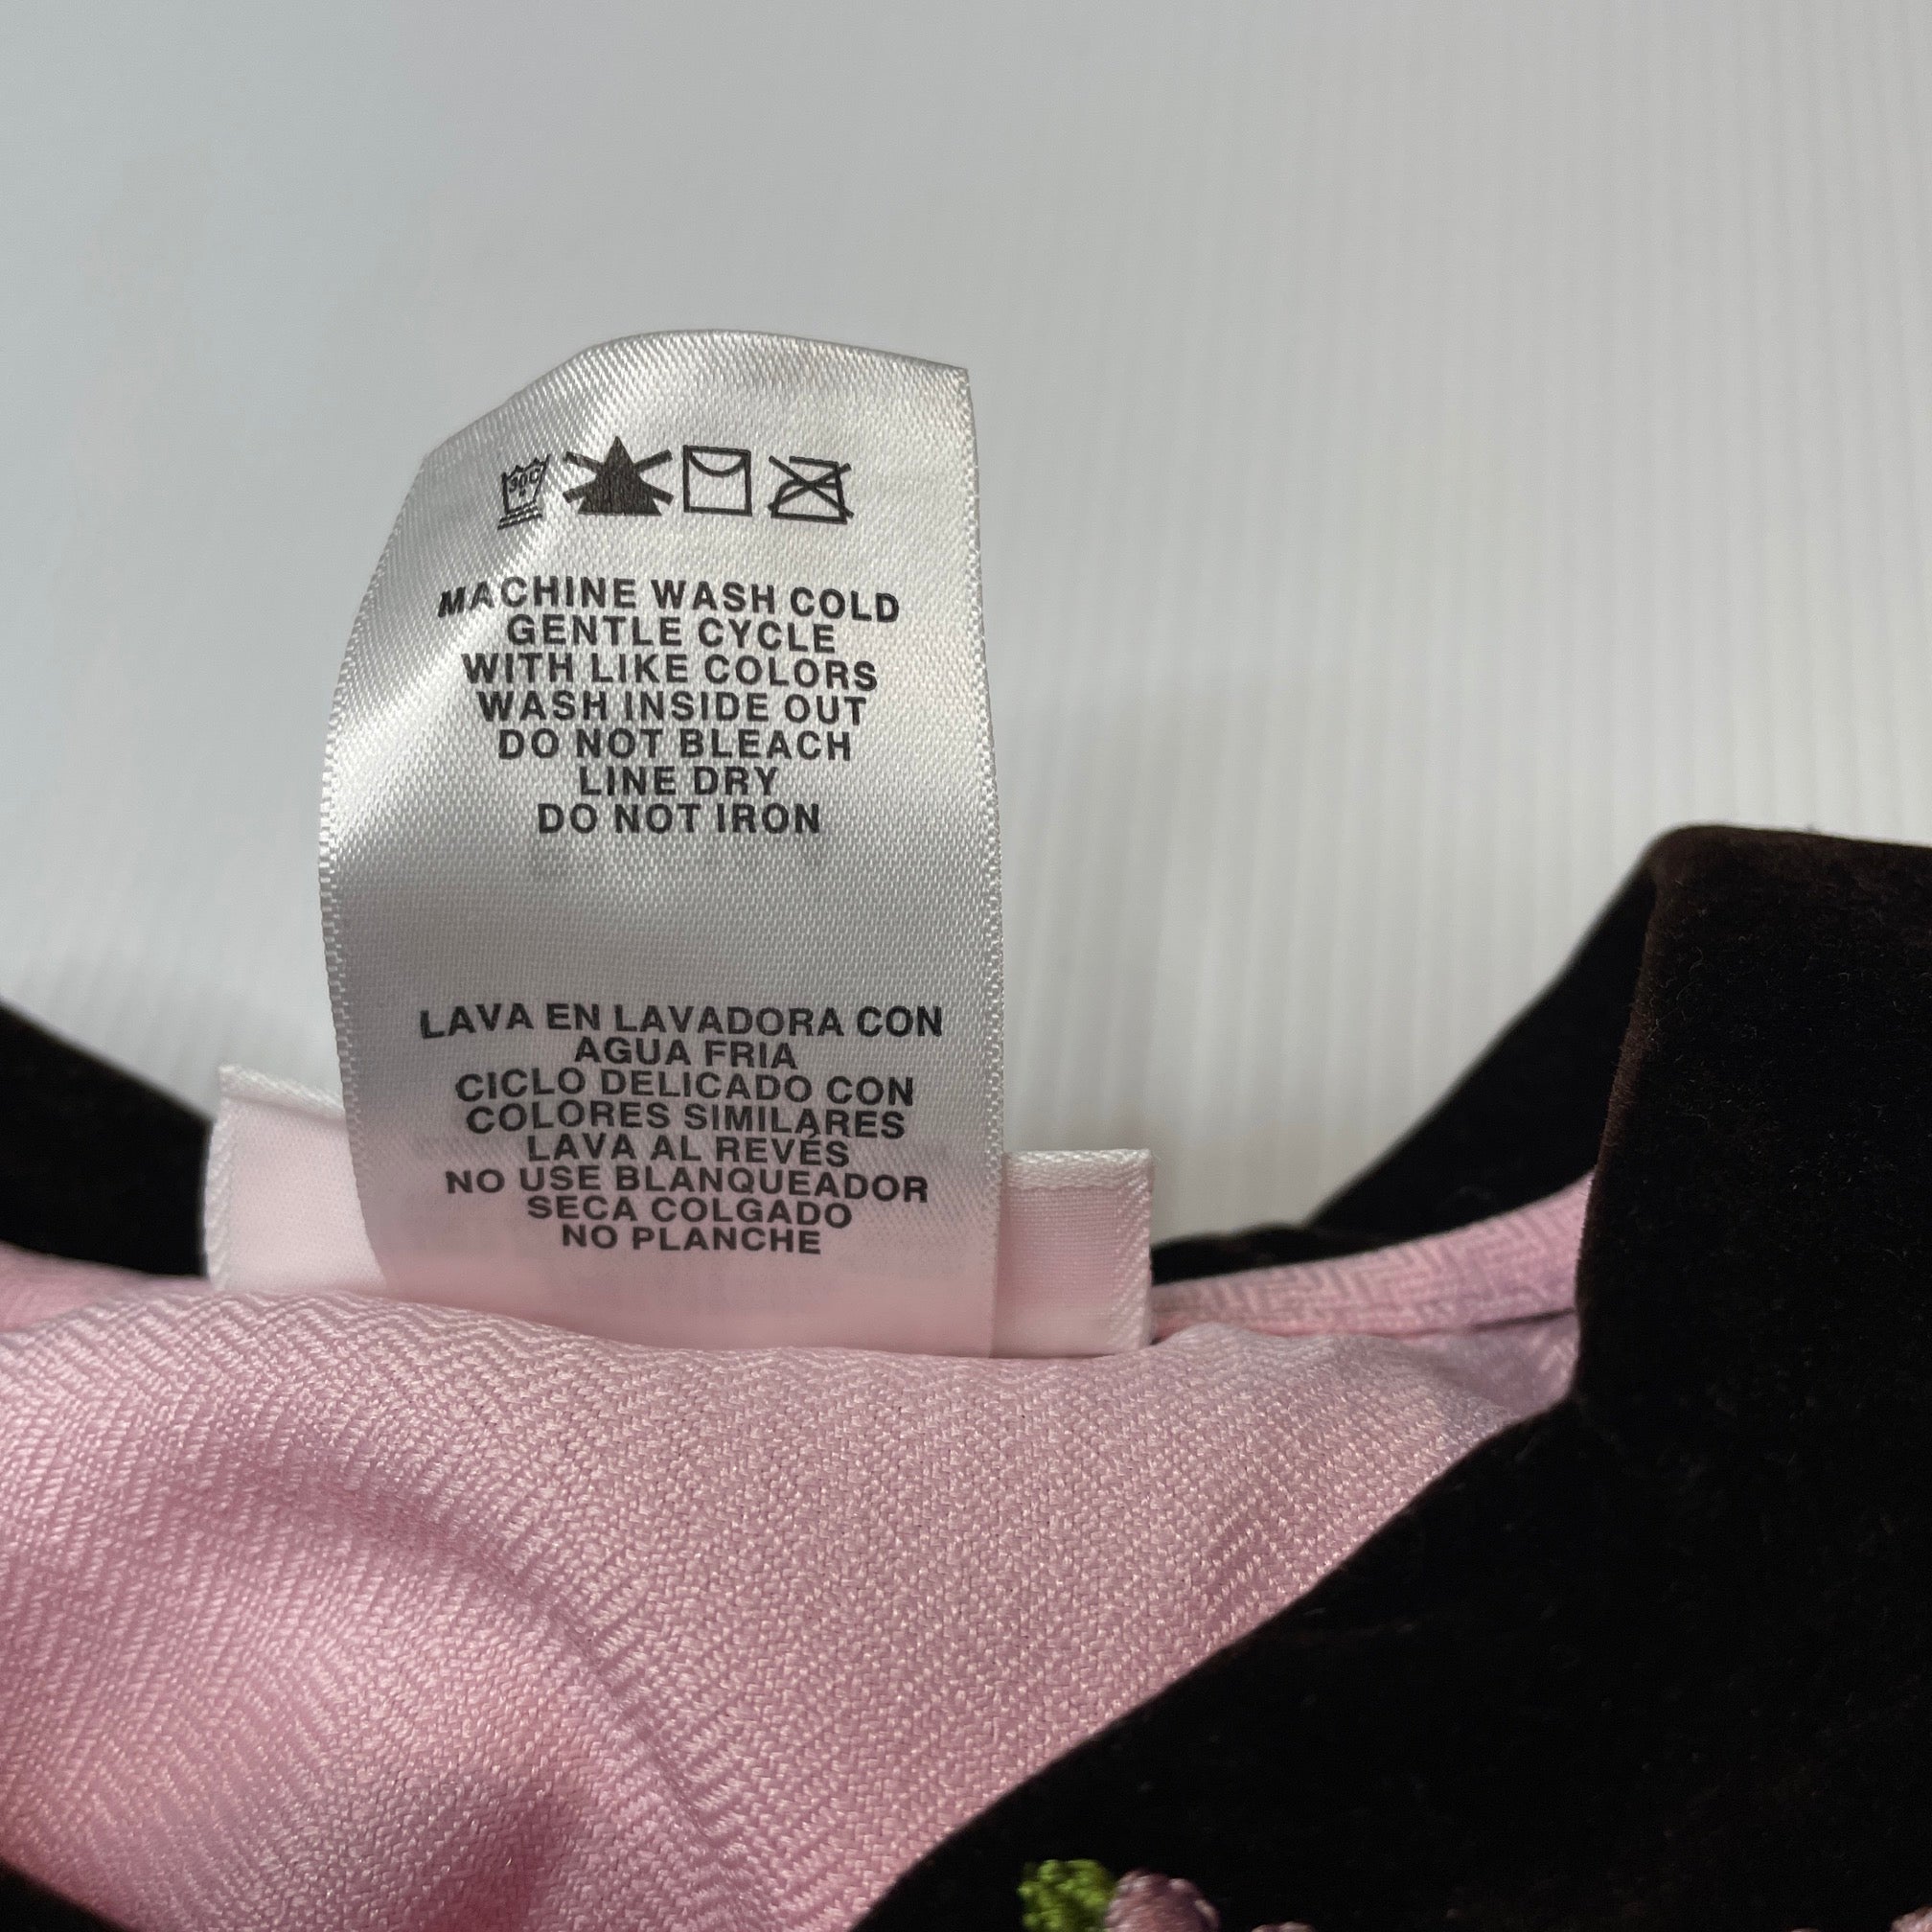 30C
MACHINE WASH COLD
GENTLE CYCLE
WITH LIKE COLORS
WASH INSIDE OUT
DO NOT BLEACH
LINE DRY
DO NOT IRON
LAVA EN LAVADORA CON
AGUA FRIA
CICLO DELICADO CON
COLORES SIMILARES
LAVA AL REVÉS
NO USE BLANQUEADOR
SECA COLGADO
NO PLANCHE